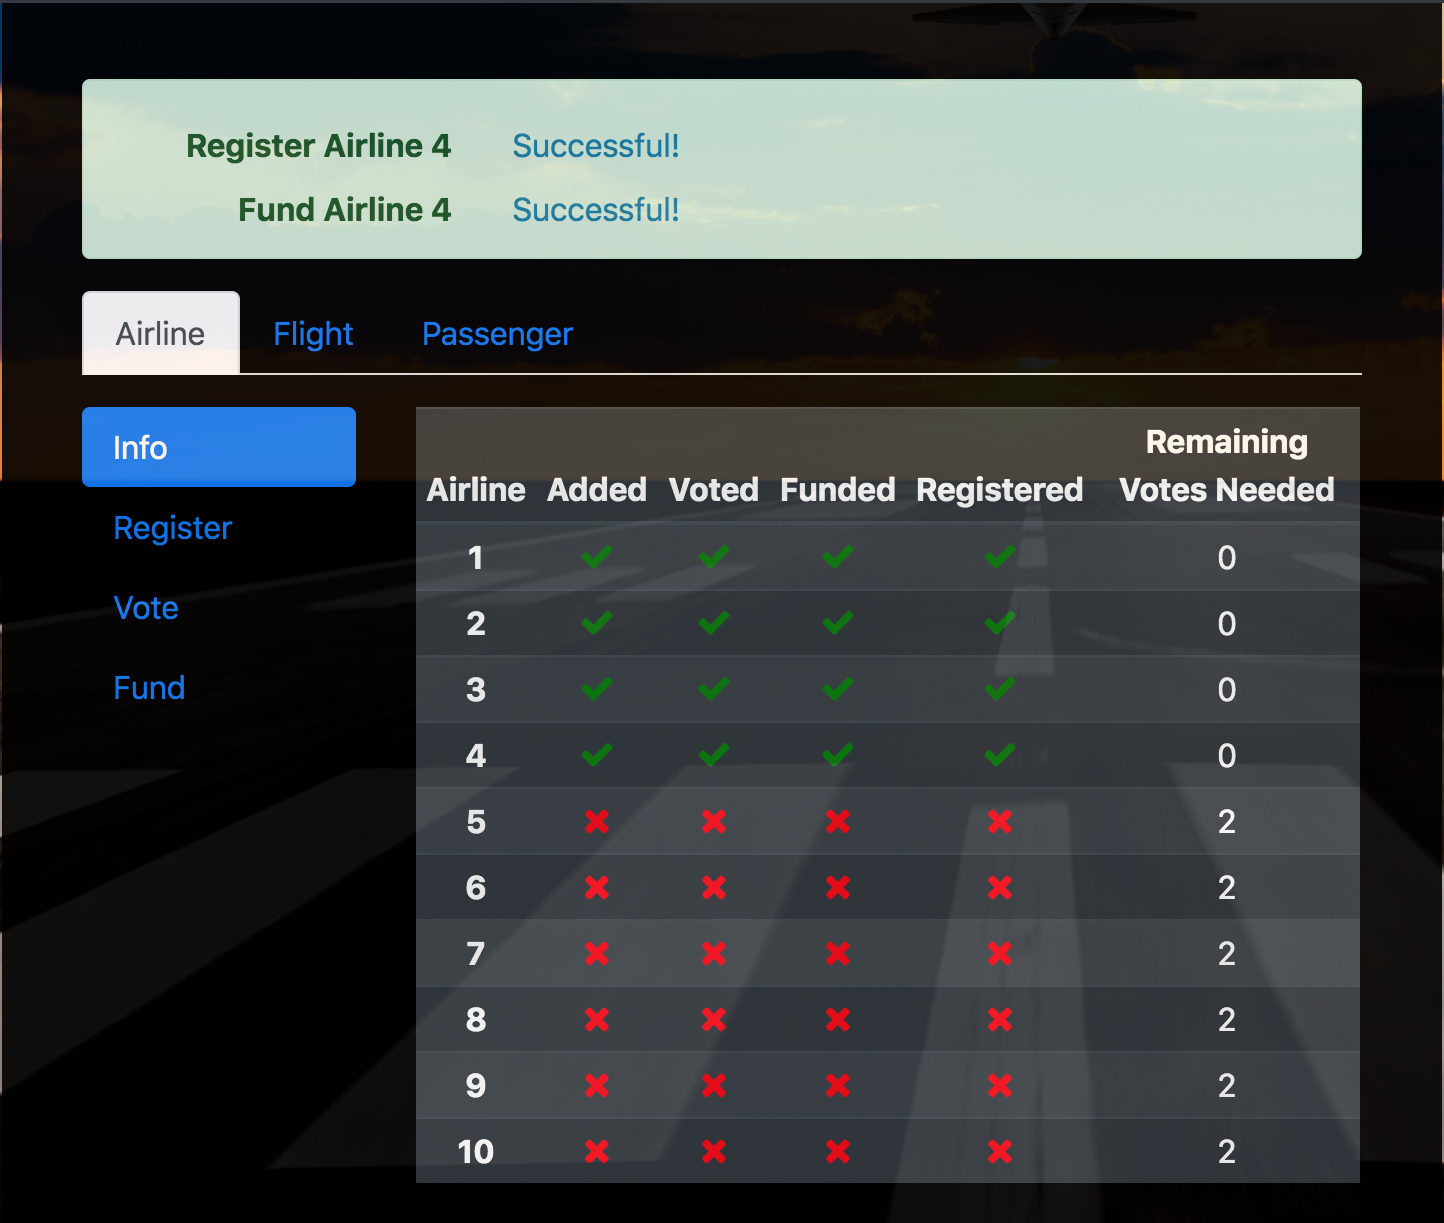 Register Airline 4 Successful!
Fund Airline 4 Successful!
Airline Flight Passenger
Info
Register
Vote
Fund
Airline Added Voted Funded Registered Remaining Votes Needed
1 ✔ ✔ ✔ ✔ 0
2 ✔ ✔ ✔ ✔ 0
3 ✔ ✔ ✔ ✔ 0
4 ✔ ✔ ✔ ✔ 0
5 ✖ ✖ ✖ ✖ 2
6 ✖ ✖ ✖ ✖ 2
7 ✖ ✖ ✖ ✖ 2
8 ✖ ✖ ✖ ✖ 2
9 ✖ ✖ ✖ ✖ 2
10 ✖ ✖ ✖ ✖ 2